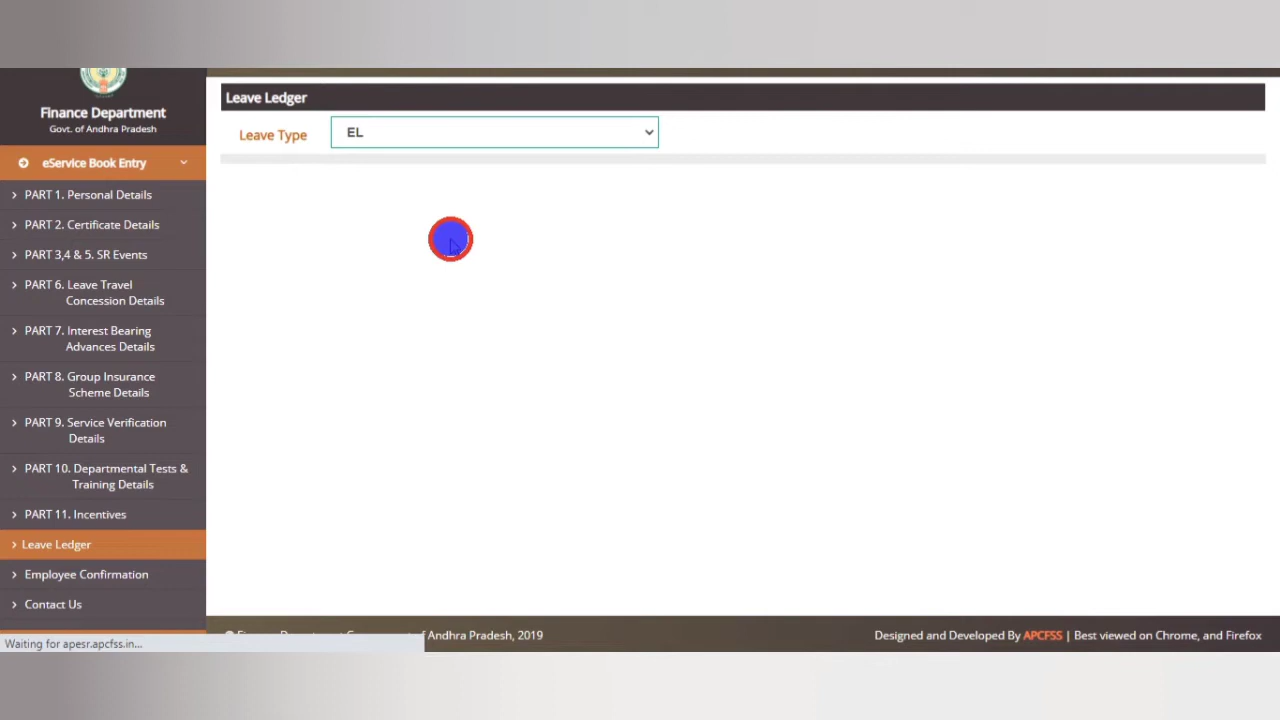 Finance Department
Govt. of Andhra Pradesh
eService Book Entry
PART 1. Personal Details
PART 2. Certificate Details
PART 3,4 & 5. SR Events
PART 6. Leave Travel
Concession Details
PART 7. Interest Bearing
Advances Details
PART 8. Group Insurance
Scheme Details
PART 9. Service Verification
Details
PART 10. Departmental Tests &
Training Details
PART 11. Incentives
Leave Ledger
Employee Confirmation
Contact Us
Leave Ledger
Leave Type EL
of Andhra Pradesh, 2019
Designed and Developed By APCFSS | Best viewed on Chrome, and Firefox
Waiting for apesr.apcfss.in...